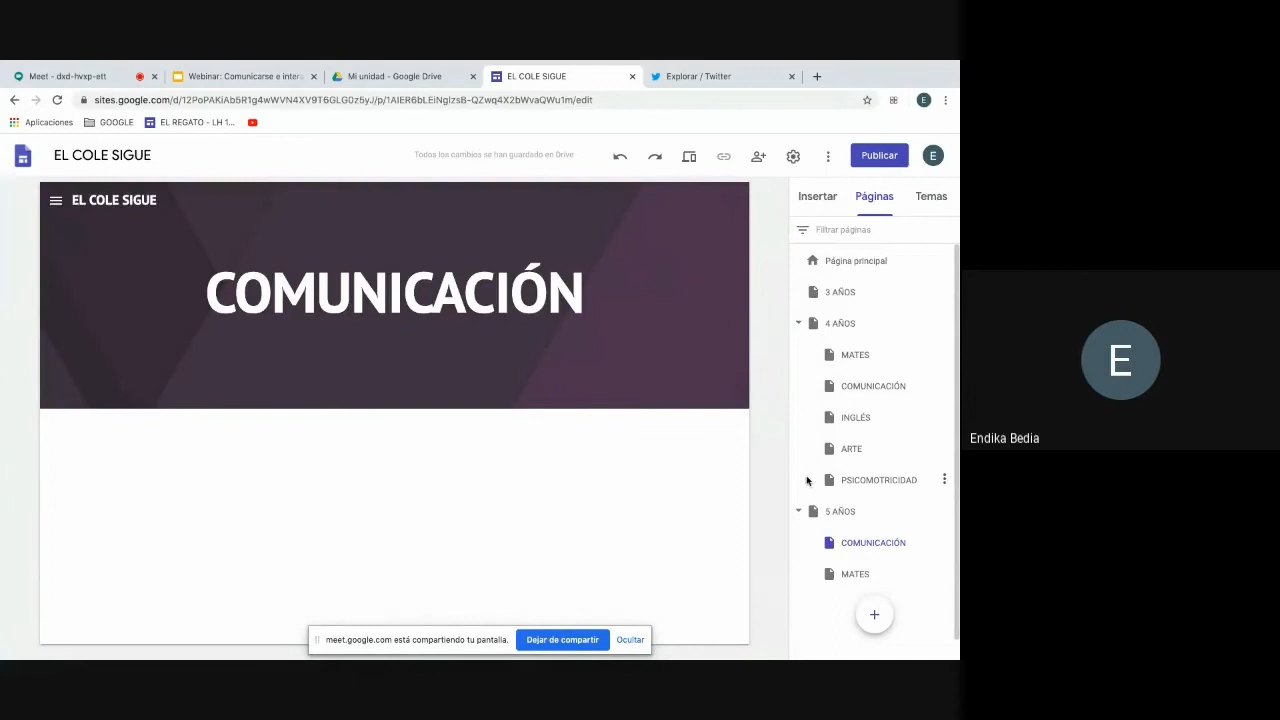 Meet - dxd-hvxp-ett
Webinar: Comunicarse e inter
Mi unidad - Google Drive
EL COLE SIGUE
Explorar / Twitter
sites.google.com/d/12PoPAKiAb5R1g4wWVN4XV9T6GLG0z5yJ/p/1AIER6bLEiNglzsB-QZwq4X2bWvaQWu1m/edit
E
Aplicaciones
GOOGLE
EL REGATO - LH 1...
EL COLE SIGUE
Todos los cambios se han guardado en Drive
Publicar
E
EL COLE SIGUE
COMUNICACIÓN
Insertar
Páginas
Temas
Filtrar páginas
Página principal
3 AÑOS
4 AÑOS
MATES
COMUNICACIÓN
INGLÉS
ARTE
PSICOMOTRICIDAD
5 AÑOS
COMUNICACIÓN
MATES
meet.google.com está compartiendo tu pantalla.
Dejar de compartir
Ocultar
E
Endika Bedia